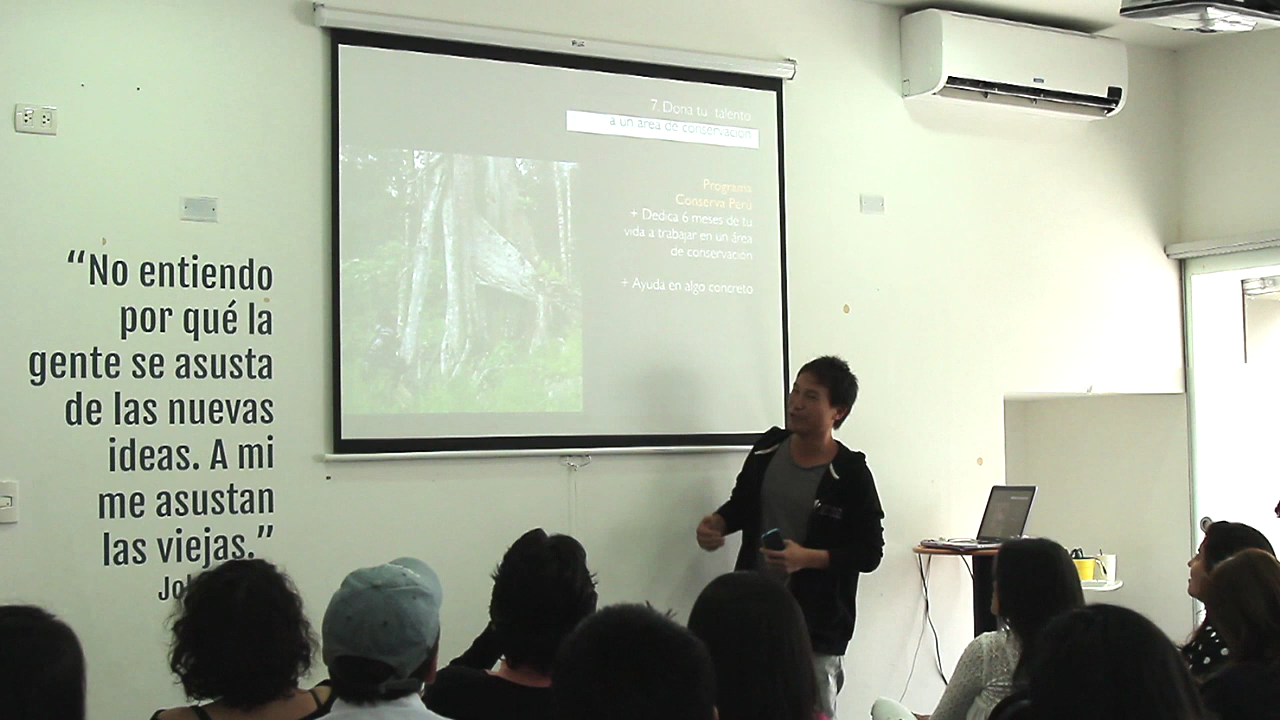 “No entiendo
por qué la
gente se asusta
de las nuevas
ideas. A mi
me asustan
las viejas.”
7. Dona tu talento
a un área de conservación
Programa
Conserva Perú
+ Dedica 6 meses de tu
vida a trabajar en un área
de conservación
+ Ayuda en algo concreto